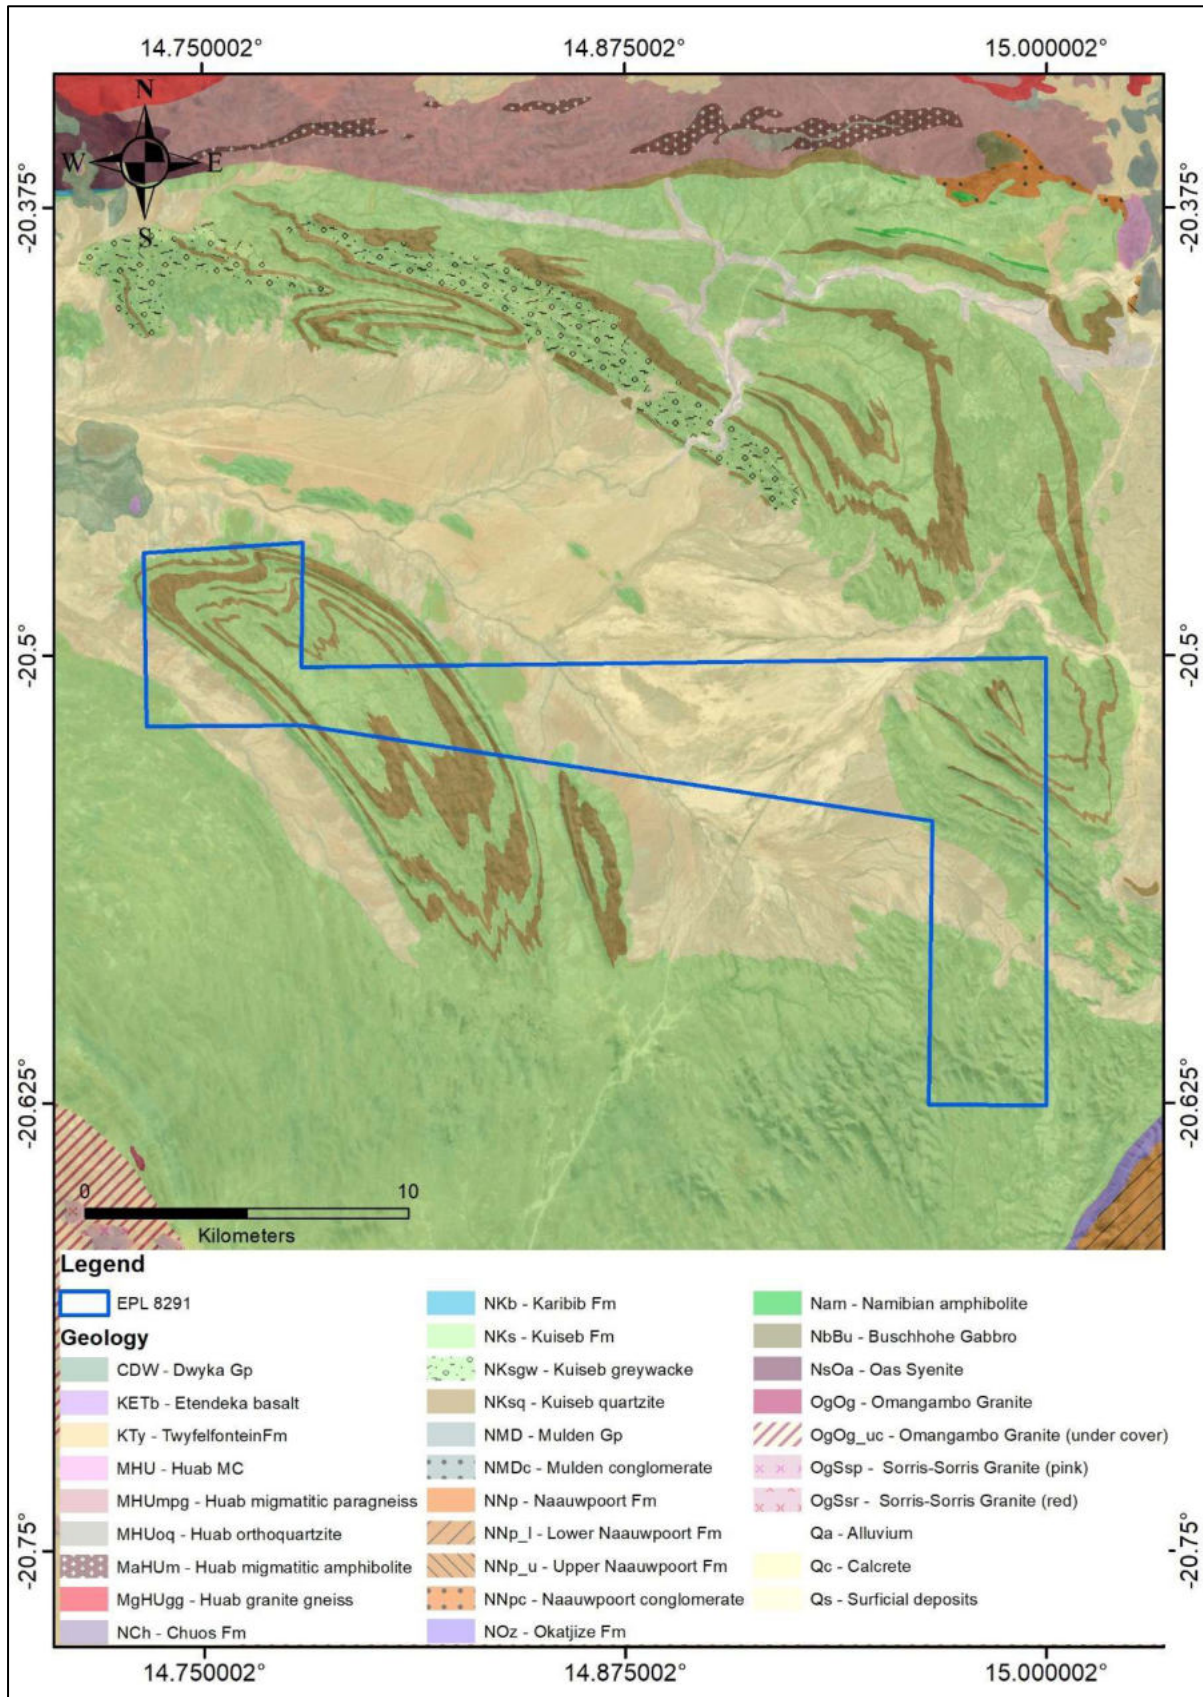 14.750002° 14.875002° 15.000002°
N
W E
S
-20.375° -20.375°
-20.5° -20.5°
-20.625° -20.625°
0 10
Kilometers
Legend
EPL 8291
Geology
CDW - Dwyka Gp
KETb - Etendeka basalt
KTy - TwyfelfonteinFm
MHU - Huab MC
MHUmpg - Huab migmatitic paragneiss
MHUoq - Huab orthoquartzite
MaHUm - Huab migmatitic amphibolite
MgHUgg - Huab granite gneiss
NCh - Chuos Fm
NKb - Karibib Fm
NKs - Kuiseb Fm
NKsgw - Kuiseb greywacke
NKsq - Kuiseb quartzite
NMD - Mulden Gp
NMDc - Mulden conglomerate
NNp - Naauwpoort Fm
NNp_l - Lower Naauwpoort Fm
NNp_u - Upper Naauwpoort Fm
NNpc - Naauwpoort conglomerate
NOz - Okatjize Fm
Nam - Namibian amphibolite
NbBu - Buschhohe Gabbro
NsOa - Oas Syenite
OgOg - Omangambo Granite
OgOg_uc - Omangambo Granite (under cover)
OgSsp - Sorris-Sorris Granite (pink)
OgSsr - Sorris-Sorris Granite (red)
Qa - Alluvium
Qc - Calcrete
Qs - Surficial deposits
-20.75° -20.75°
14.750002° 14.875002° 15.000002°